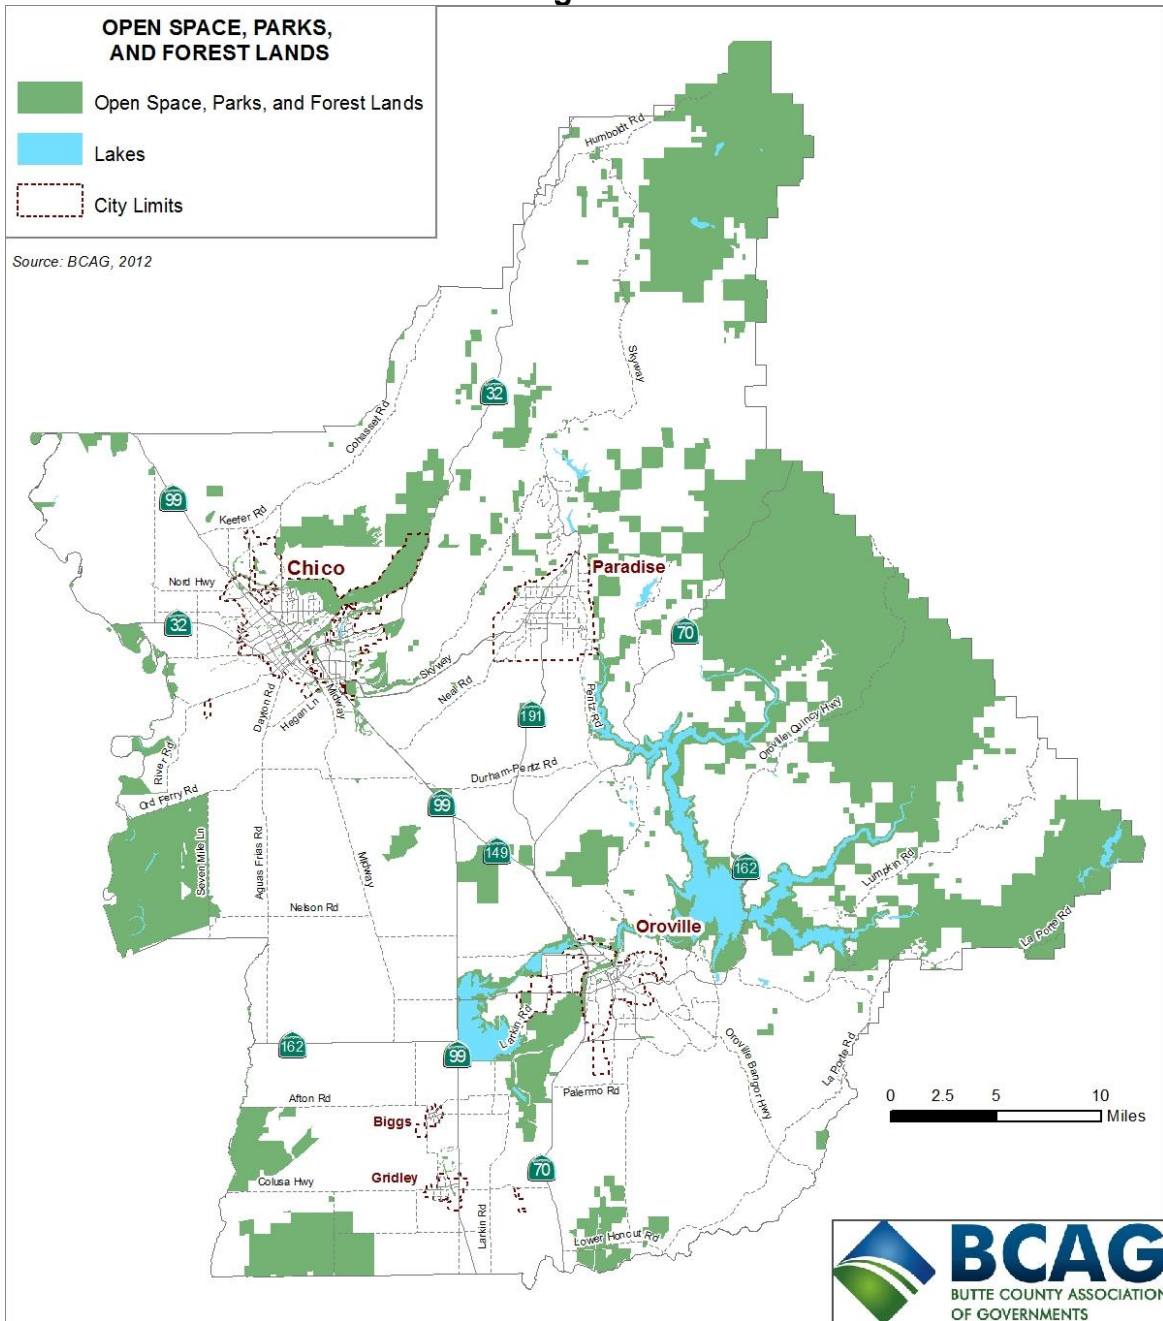 OPEN SPACE, PARKS,
AND FOREST LANDS
Open Space, Parks, and Forest Lands
Lakes
City Limits
Source: BCAG, 2012
Humboldt Rd
Skyway
32
Cohasset Rd
99
Keefer Rd
Chico
Paradise
Nord Hwy
32
70
Skyway
Neal Rd
Pentz Rd
Dayton Rd
Hegan Ln
Midway
191
Oroville Quincy Hwy
River Rd
Durham-Pentz Rd
Ord Ferry Rd
99
Seven Mile Ln
Aguas Frias Rd
Midway
149
162
Lumpkin Rd
Nelson Rd
Oroville
La Porte Rd
Larkin Rd
162
99
Oroville Bangor Hwy
La Porte Rd
Palermo Rd
0 2.5 5 10
Miles
Afton Rd
Biggs
Gridley
70
Colusa Hwy
Larkin Rd
Lower Honcut Rd
BCAG
BUTTE COUNTY ASSOCIATION
OF GOVERNMENTS